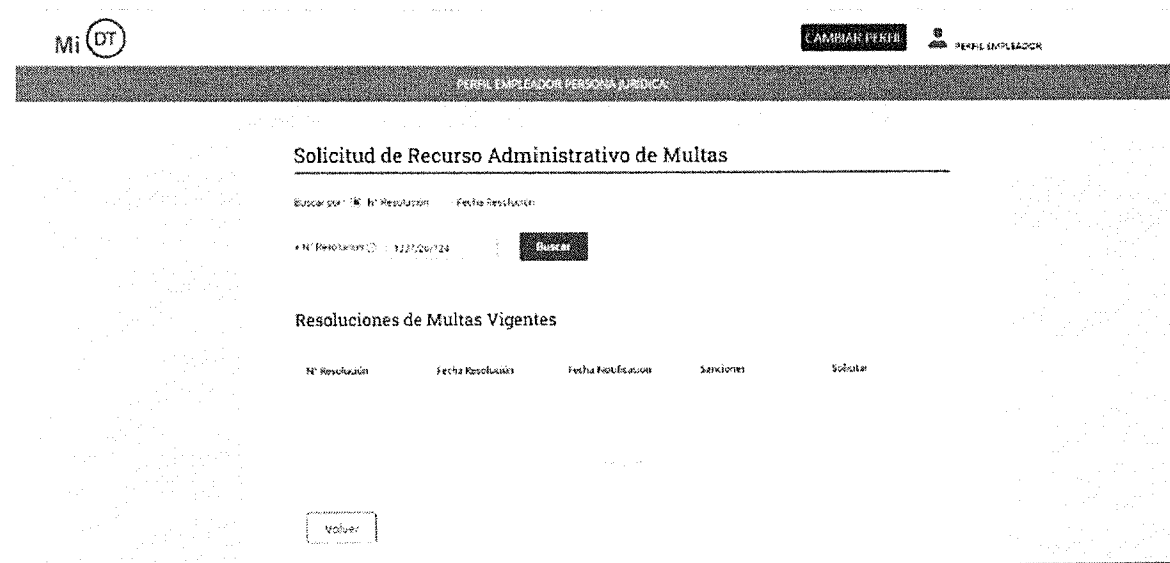 Mi DT
CAMBIAR PERFIL
PERFIL EMPLEADOR
PERFIL EMPLEADOR PERSONA JURÍDICA:
Solicitud de Recurso Administrativo de Multas
Buscar por: N° Resolución Fecha Resolución
N° Resolución Buscar
Resoluciones de Multas Vigentes
N° Resolución Fecha Resolución Fecha Notificación Sanciones Solicitar
Volver